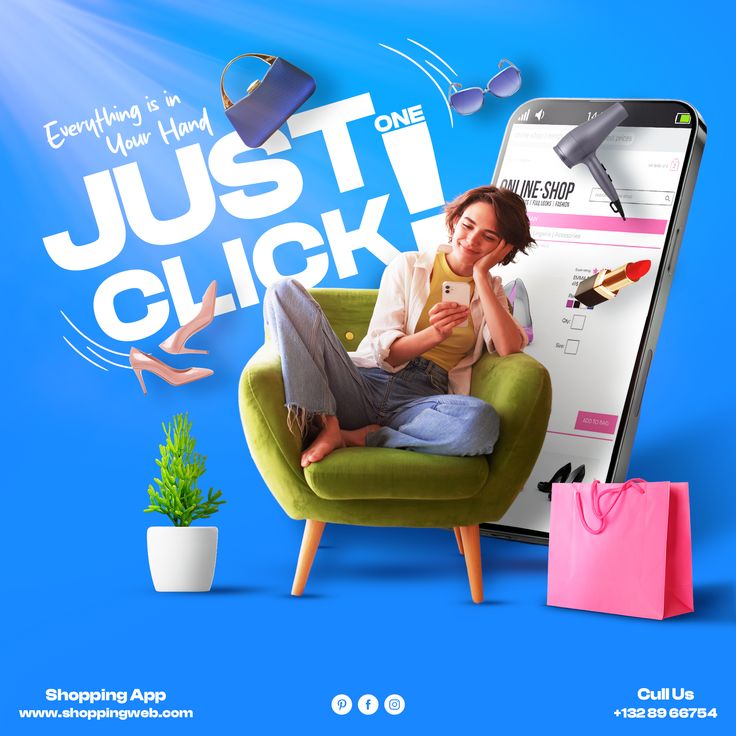 Everything is in
Your Hand
JUST
ONE
CLICK!
ONLINE-SHOP
Qty:
Size:
ADD TO BAG
Shopping App
www.shoppingweb.com
Cull Us
+132 89 66754